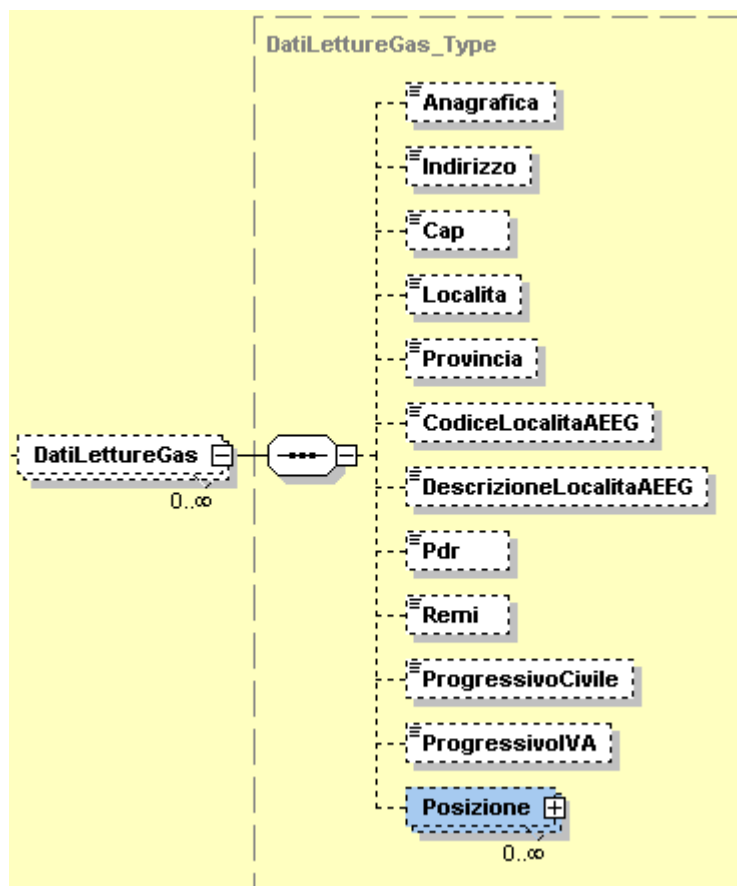 DatiLettureGas_Type
Anagrafica
Indirizzo
Cap
Localita
Provincia
CodiceLocalitaAEEG
DatiLettureGas
0..∞
DescrizioneLocalitaAEEG
Pdr
Remi
ProgressivoCivile
ProgressivoIVA
Posizione
0..∞